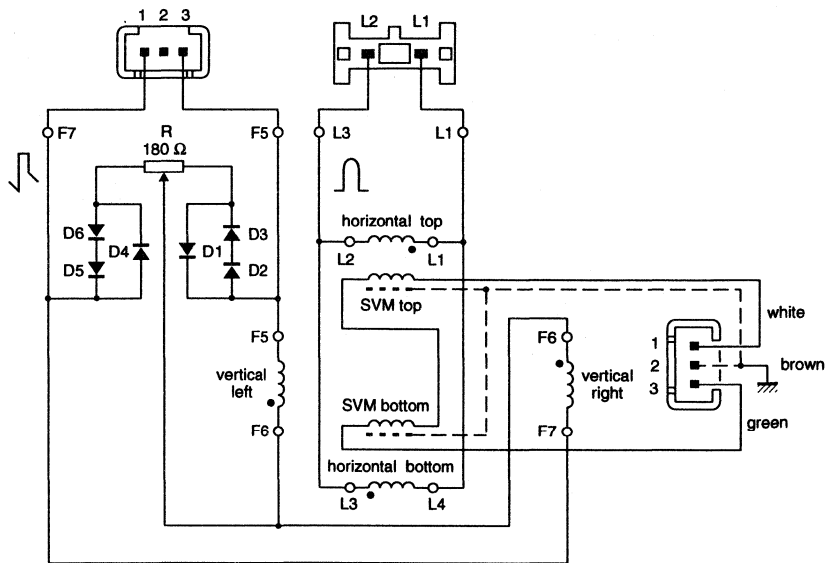 1 2 3
L2 L1
F7
R
180 Ω
F5
L3
L1
horizontal top
L2 L1
D6
D4
D5
D1
D3
D2
SVM top
white
F5
F6
1
2
3
brown
vertical
left
vertical
right
SVM bottom
green
F6
F7
horizontal bottom
L3 L4